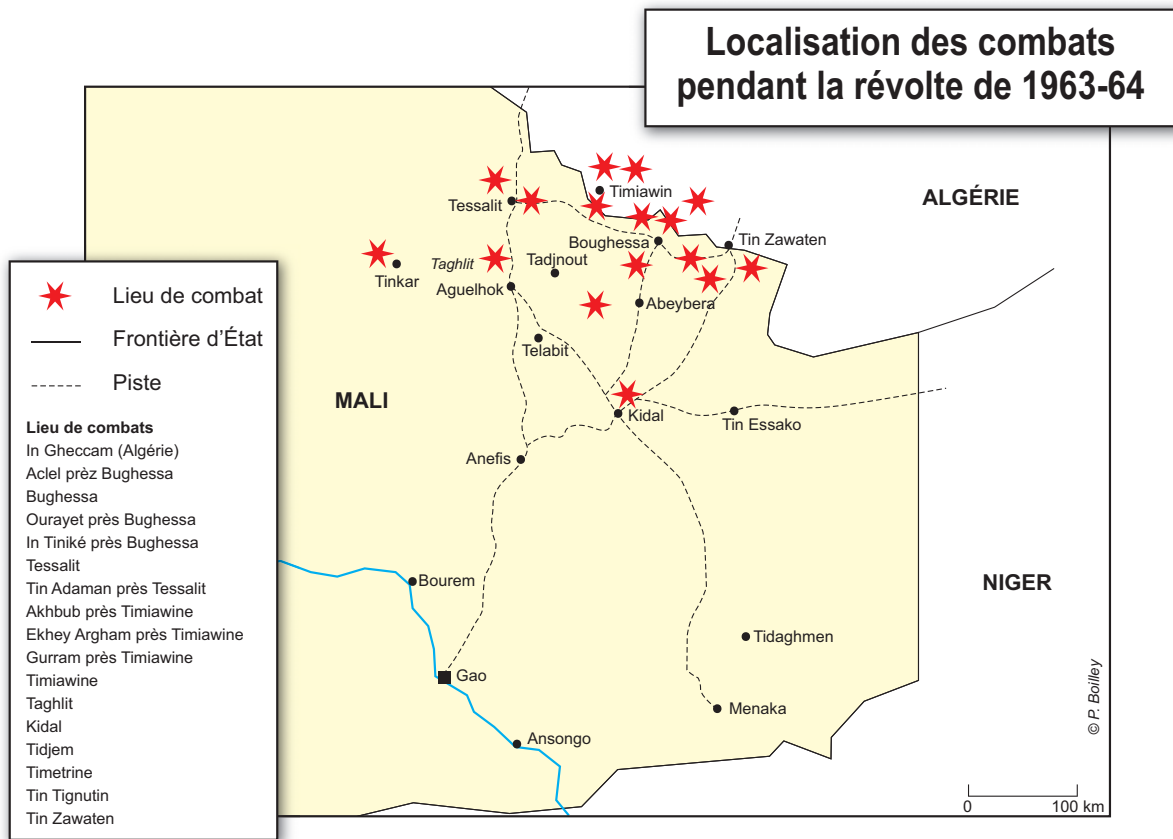 Localisation des combats
pendant la révolte de 1963-64
ALGÉRIE
Timiawin
Tessalit
Boughessa
Tin Zawaten
Taghlit
Tadjnout
Tinkar
Aguelhok
Abeybera
Telabit
MALI
Kidal
Tin Essako
Anefis
Bourem
NIGER
Tidaghmen
Gao
Menaka
Ansongo
© P. Boilley
0 100 km
Lieu de combat
Frontière d'État
Piste
Lieu de combats
In Gheccam (Algérie)
Aclel prèz Bughessa
Bughessa
Ourayet près Bughessa
In Tiniké près Bughessa
Tessalit
Tin Adaman près Tessalit
Akhbub près Timiawine
Ekhey Argham près Timiawine
Gurram près Timiawine
Timiawine
Taghlit
Kidal
Tidjem
Timetrine
Tin Tignutin
Tin Zawaten